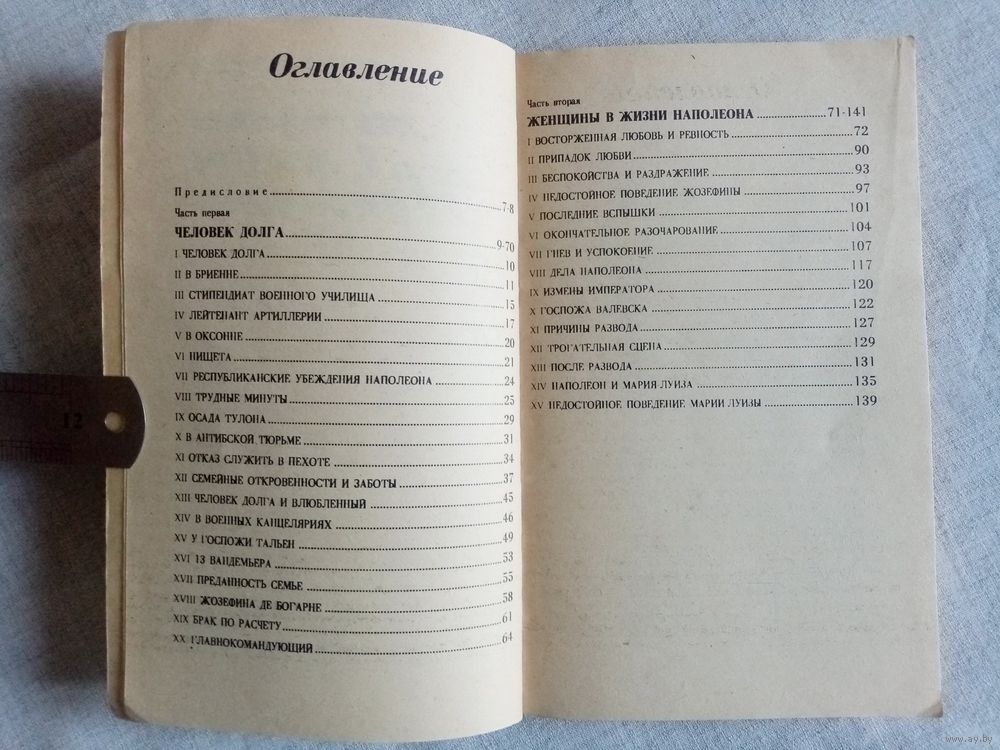 Оглавление
Предисловие 7-8
Часть первая
ЧЕЛОВЕК ДОЛГА 9-70
I ЧЕЛОВЕК ДОЛГА 10
II В БРИЕННЕ 11
III СТИПЕНДИАТ ВОЕННОГО УЧИЛИЩА 15
IV ЛЕЙТЕНАНТ АРТИЛЛЕРИИ 17
V В ОКСОННЕ 20
VI НИЩЕТА 21
VII РЕСПУБЛИКАНСКИЕ УБЕЖДЕНИЯ НАПОЛЕОНА 24
VIII ТРУДНЫЕ МИНУТЫ 25
IX ОСАДА ТУЛОНА 29
X В АНТИБСКОЙ ТЮРЬМЕ 31
XI ОТКАЗ СЛУЖИТЬ В ПЕХОТЕ 34
XII СЕМЕЙНЫЕ ОТКРОВЕННОСТИ И ЗАБОТЫ 37
XIII ЧЕЛОВЕК ДОЛГА И ВЛЮБЛЕННЫЙ 45
XIV В ВОЕННЫХ КАНЦЕЛЯРИЯХ 46
XV У ГОСПОЖИ ТАЛЬЕН 49
XVI 13 ВАНДЕМЬЕРА 53
XVII ПРЕДАННОСТЬ СЕМЬЕ 55
XVIII ЖОЗЕФИНА ДЕ БОГАРНЕ 58
XIX БРАК ПО РАСЧЕТУ 61
XX ГЛАВНОКОМАНДУЮЩИЙ 64
12
Часть вторая
ЖЕНЩИНЫ В ЖИЗНИ НАПОЛЕОНА 71-141
I ВОСТОРЖЕННАЯ ЛЮБОВЬ И РЕВНОСТЬ 72
II ПРИПАДОК ЛЮБВИ 90
III БЕСПОКОЙСТВА И РАЗДРАЖЕНИЕ 93
IV НЕДОСТОЙНОЕ ПОВЕДЕНИЕ ЖОЗЕФИНЫ 97
V ПОСЛЕДНИЕ ВСПЫШКИ 101
VI ОКОНЧАТЕЛЬНОЕ РАЗОЧАРОВАНИЕ 104
VII ГНЕВ И УСПОКОЕНИЕ 107
VIII ДЕЛА НАПОЛЕОНА 117
IX ИЗМЕНЫ ИМПЕРАТОРА 120
X ГОСПОЖА ВАЛЕВСКА 122
XI ПРИЧИНЫ РАЗВОДА 127
XII ТРОГАТЕЛЬНАЯ СЦЕНА 129
XIII ПОСЛЕ РАЗВОДА 131
XIV НАПОЛЕОН И МАРИЯ-ЛУИЗА 135
XV НЕДОСТОЙНОЕ ПОВЕДЕНИЕ МАРИИ-ЛУИЗЫ 139
www.ay.by